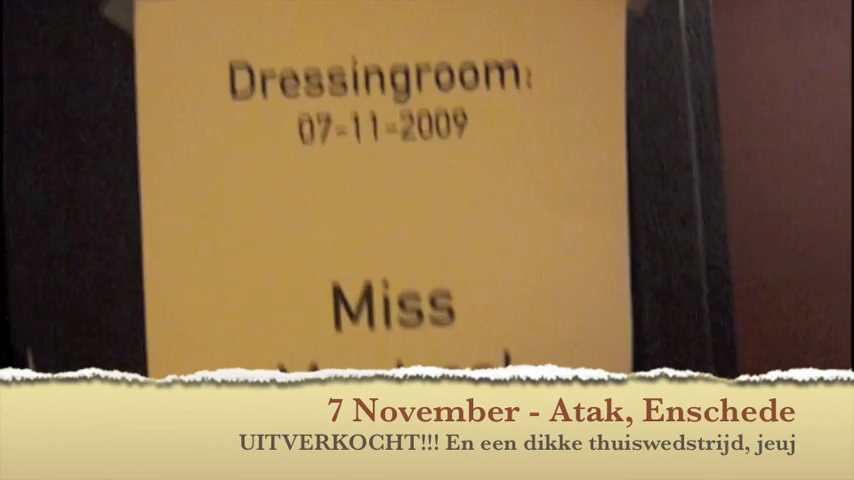 Dressingroom:
07-11-2009
Miss
7 November - Atak, Enschede
UITVERKOCHT!!! En een dikke thuiswedstrijd, jeuj